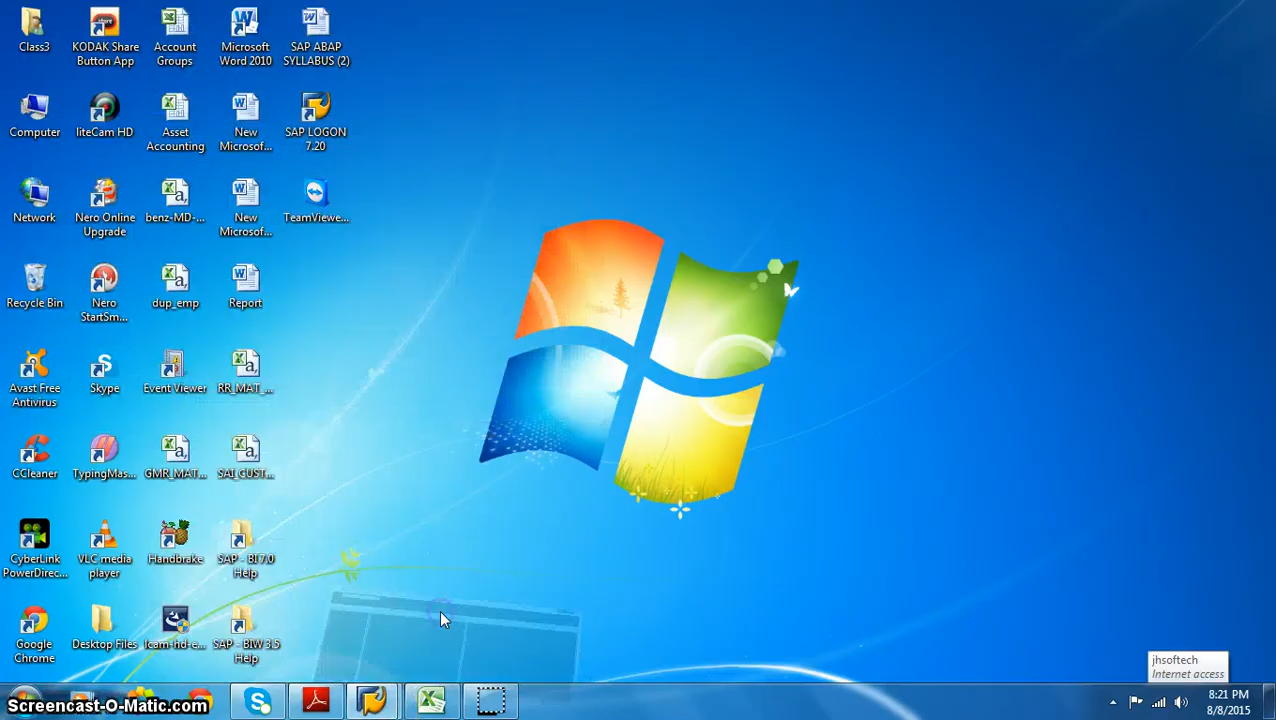 Class3
KODAK Share
Button App
Account
Groups
Microsoft
Word 2010
SAP ABAP
SYLLABUS (2)
Computer
liteCam HD
Asset
Accounting
New
Microsof...
SAP LOGON
7.20
Network
Nero Online
Upgrade
benz-MD-...
New
Microsof...
TeamViewe...
Recycle Bin
Nero
StartSm...
dup_emp
Report
Avast Free
Antivirus
Skype
Event Viewer
RR_MAT_...
CCleaner
TypingMas...
GMR_MAT...
SAI_CUST...
CyberLink
PowerDirec...
VLC media
player
Handbrake
SAP - BI 7.0
Help
Google
Chrome
Desktop Files
lcam-hd-e...
SAP - BIW 3.5
Help
jhsoftech
Internet access
Screencast-O-Matic.com
8:21 PM
8/8/2015